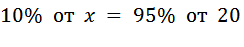 10% от x = 95% от 20